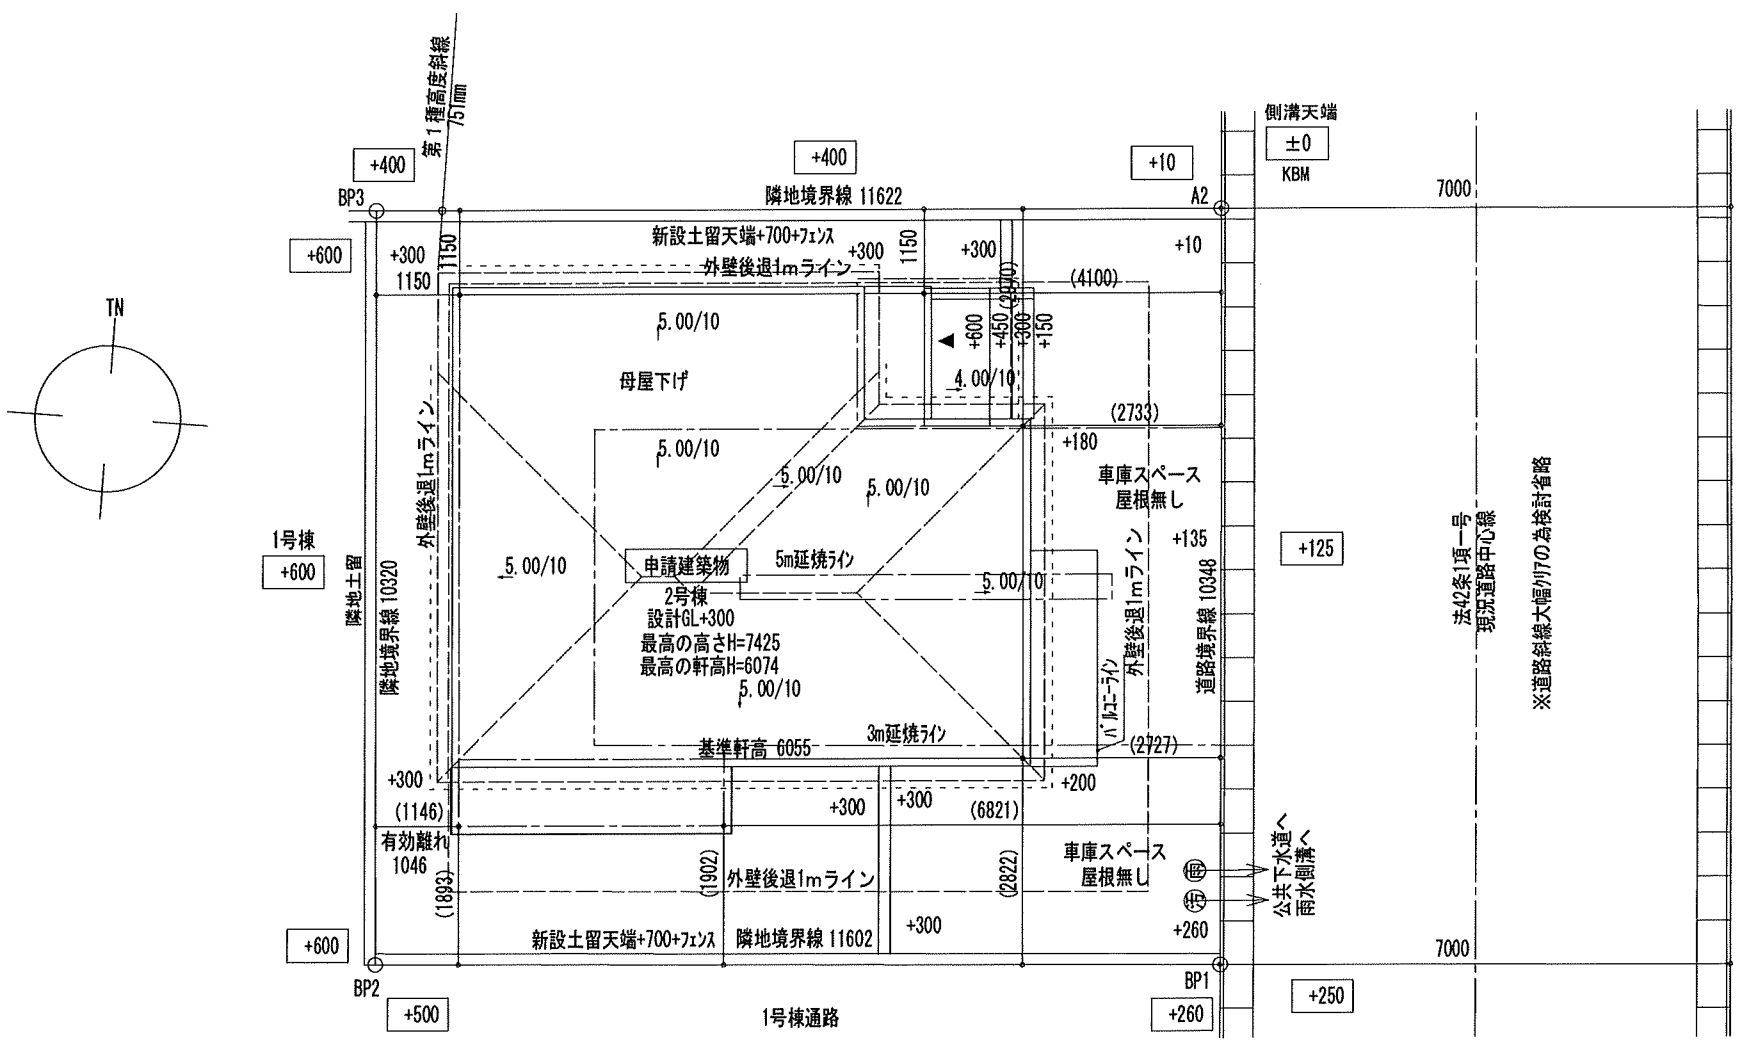 第1種高度斜線
751mm
側溝天端
±0
KBM
+400
+400
+10
BP3
隣地境界線 11622
A2
7000
+600
+300
1150
1150
新設土留天端+700+フェンス
外壁後退1mライン
+300
1150
+300
(2970)
+10
(4100)
TN
5.00/10
母屋下げ
+600
+450
+300
+150
4.00/10
(2733)
+180
外壁後退1mライン
5.00/10
5.00/10
5.00/10
車庫スペース
屋根無し
1号棟
+600
隣地土留
隣地境界線 10320
5.00/10
申請建築物
2号棟
設計GL+300
最高の高さH=7425
最高の軒高H=6074
5m延焼ライン
5.00/10
外壁後退1mライン
+135
道路境界線 10348
+125
法42条1項一号
現況道路中心線
※道路斜線大幅クリアの為検討省略
5.00/10
バルコニーライン
基準軒高 6055
3m延焼ライン
(2727)
+300
(1146)
有効離れ
1046
(1893)
+300
+300
(6821)
+200
(1902)
外壁後退1mライン
(2822)
車庫スペース
屋根無し
雨
汚
公共下水道へ
雨水側溝へ
+300
+260
+600
新設土留天端+700+フェンス
隣地境界線 11602
7000
BP2
+500
1号棟通路
BP1
+260
+250